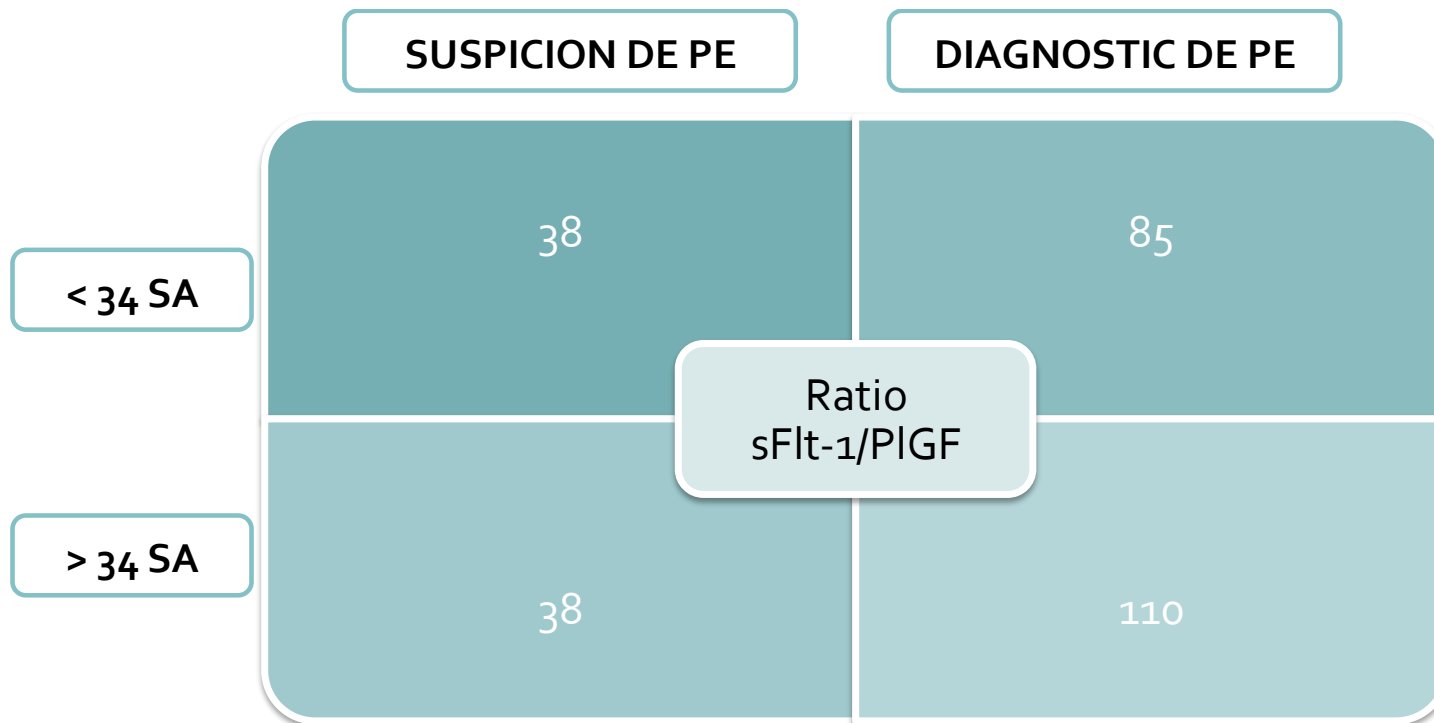 SUSPICION DE PE
DIAGNOSTIC DE PE
< 34 SA
38
85
Ratio
sFlt-1/PlGF
> 34 SA
38
110